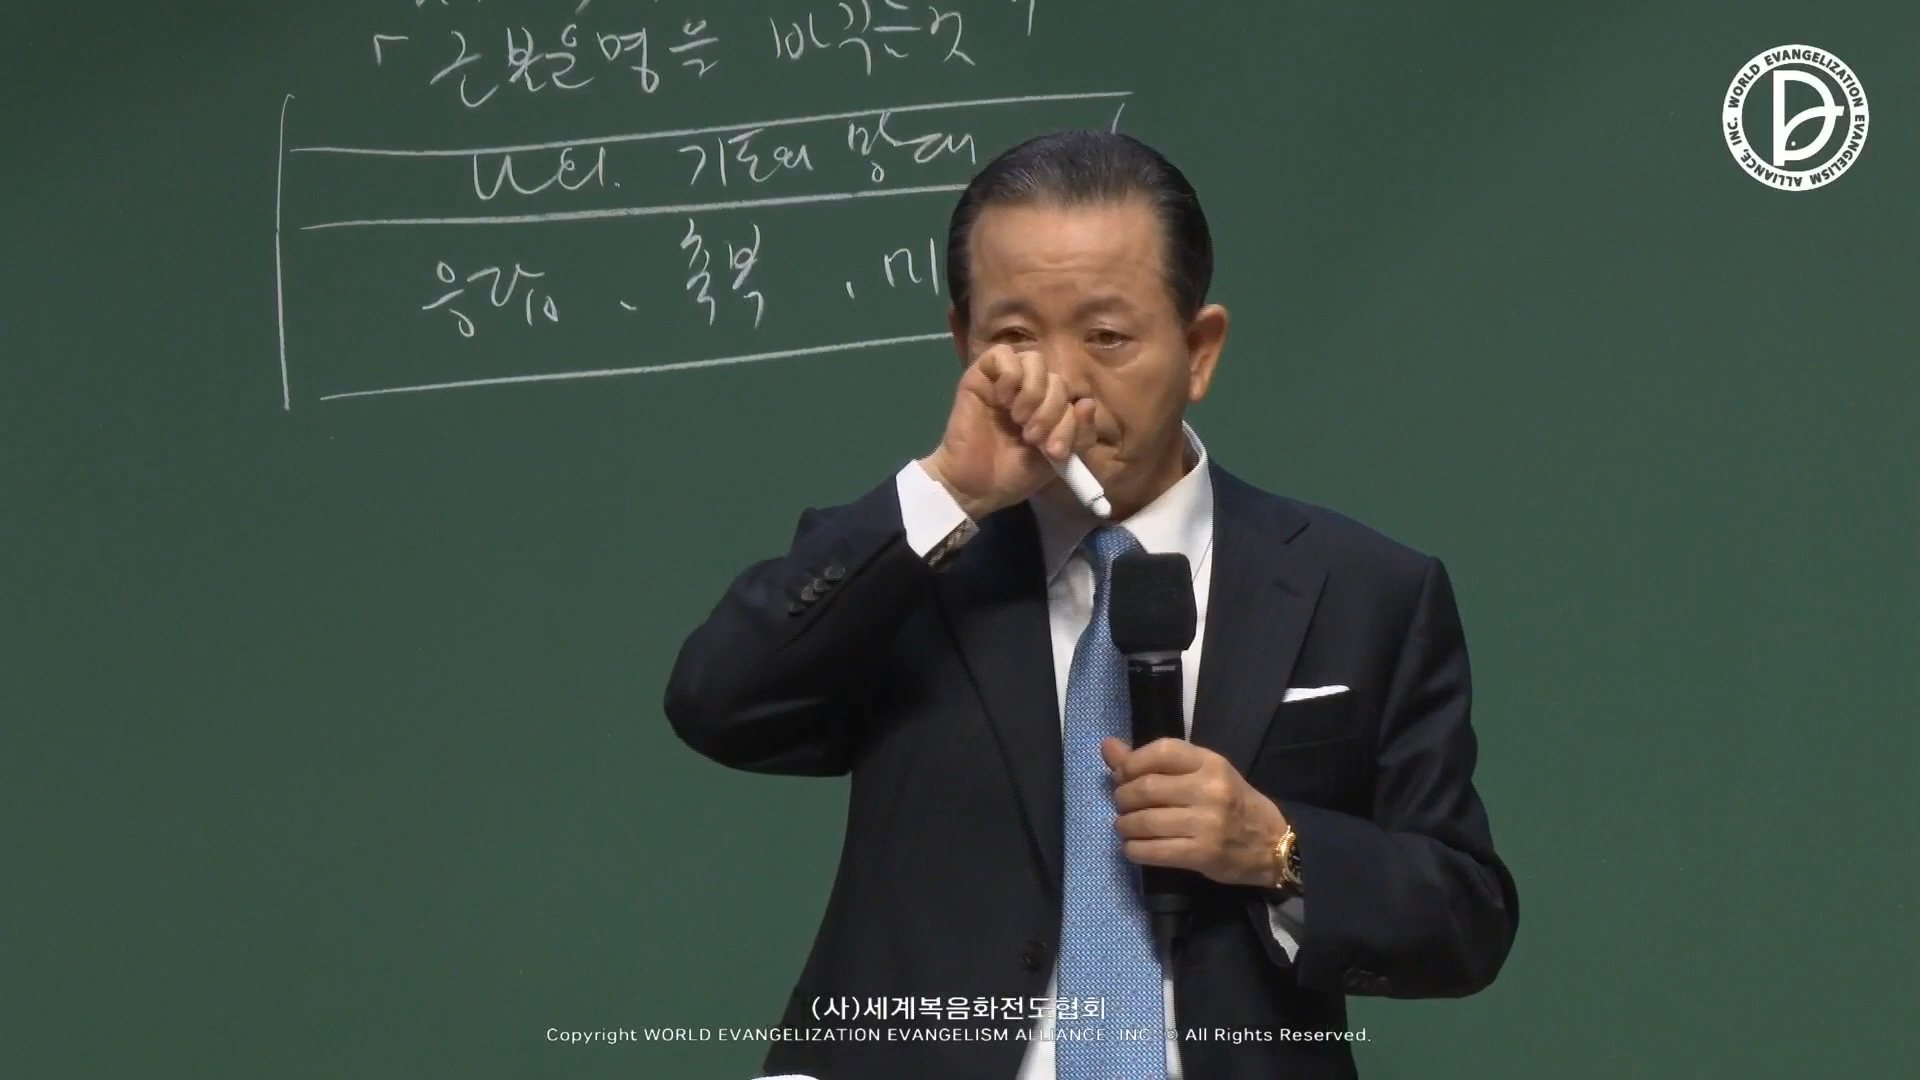 「근본운명을 바꾸는것」
나의. 기도의 망대
응답、축복、미
WORLD EVANGELIZATION EVANGELISM ALLIANCE, INC.
(사)세계복음화전도협회
Copyright WORLD EVANGELIZATION EVANGELISM ALLIANCE, INC. © All Rights Reserved.